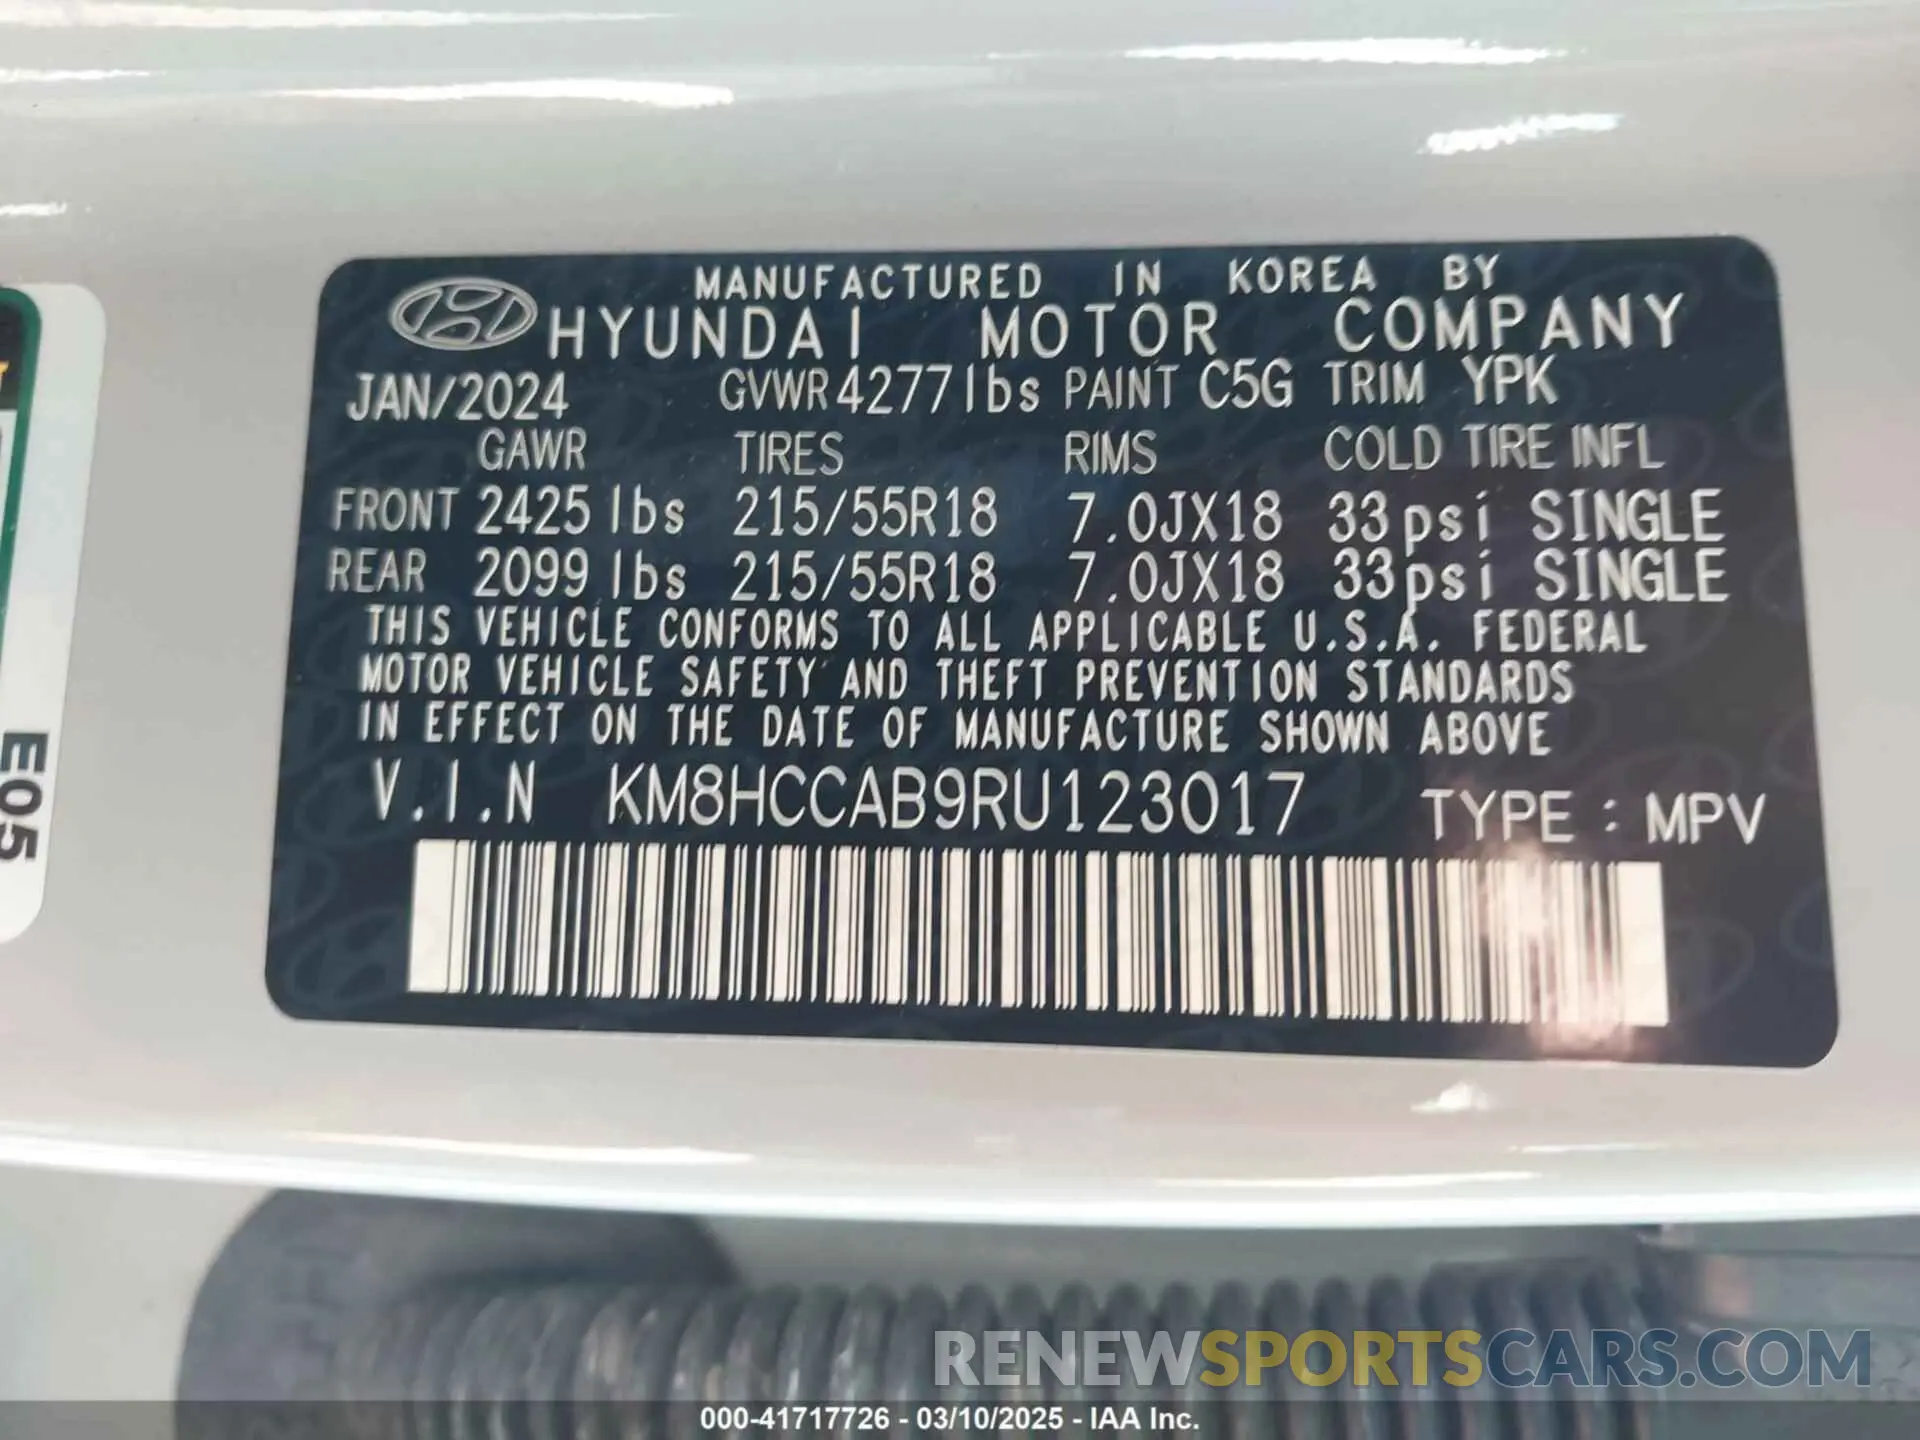 MANUFACTURED IN KOREA BY
HYUNDAI MOTOR COMPANY
JAN/2024 GVWR 4277lbs PAINT C5G TRIM YPK
GAWR TIRES RIMS COLD TIRE INFL
FRONT 2425 lbs 215/55R18 7.0JX18 33psi SINGLE
REAR 2099 lbs 215/55R18 7.0JX18 33psi SINGLE
THIS VEHICLE CONFORMS TO ALL APPLICABLE U.S.A. FEDERAL
MOTOR VEHICLE SAFETY AND THEFT PREVENTION STANDARDS
IN EFFECT ON THE DATE OF MANUFACTURE SHOWN ABOVE
V.I.N KM8HCCAB9RU123017 TYPE : MPV
E05
RENEWSPORTSCARS.COM
000-41717726 - 03/10/2025 - IAA Inc.